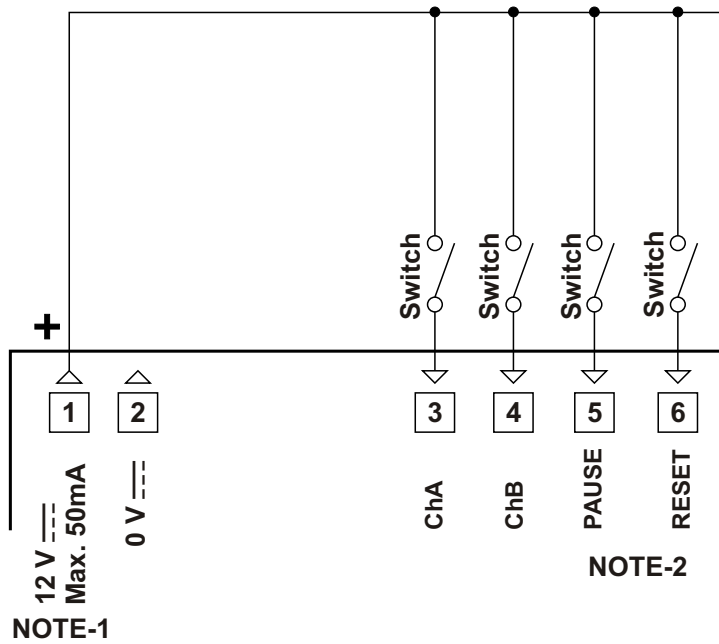 Switch
Switch
Switch
Switch
+
1
2
3
4
5
6
12 V
Max. 50mA
0 V
ChA
ChB
PAUSE
RESET
NOTE-2
NOTE-1